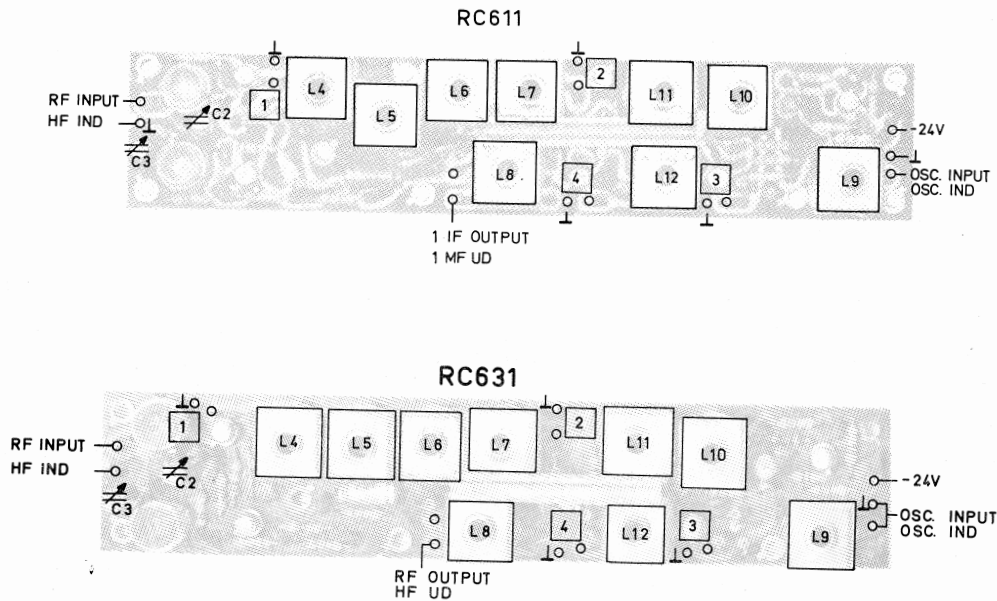 RC611
RF INPUT
HF IND
C2
C3
1
L4
L5
L6
L7
2
L11
L10
-24V
OSC. INPUT
OSC. IND
L8
4
L12
3
L9
1 IF OUTPUT
1 MF UD
RC631
RF INPUT
HF IND
1
C2
C3
L4
L5
L6
L7
2
L11
L10
-24V
OSC. INPUT
OSC. IND
L8
4
L12
3
L9
RF OUTPUT
HF UD